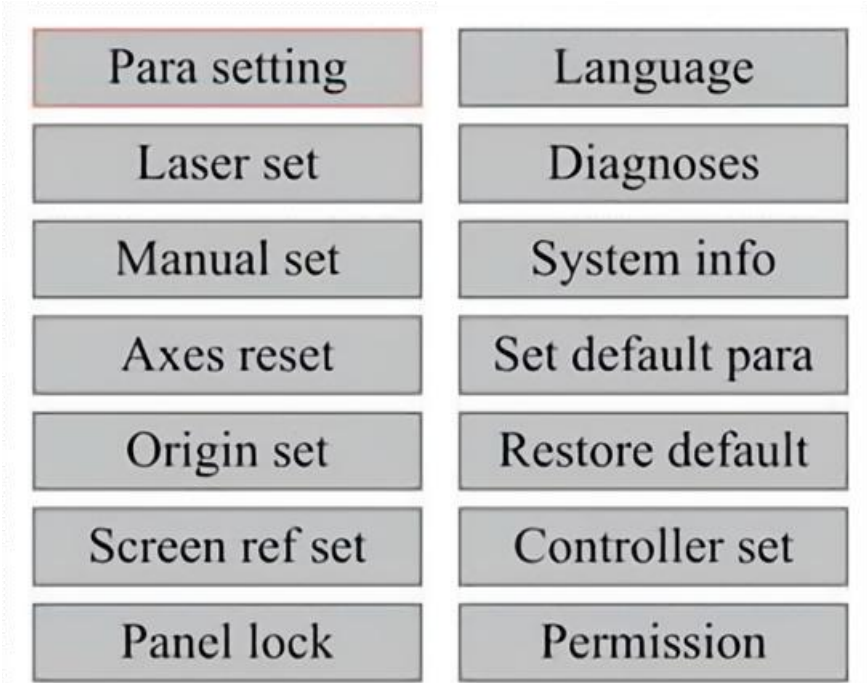 Para setting
Language
Laser set
Diagnoses
Manual set
System info
Axes reset
Set default para
Origin set
Restore default
Screen ref set
Controller set
Panel lock
Permission